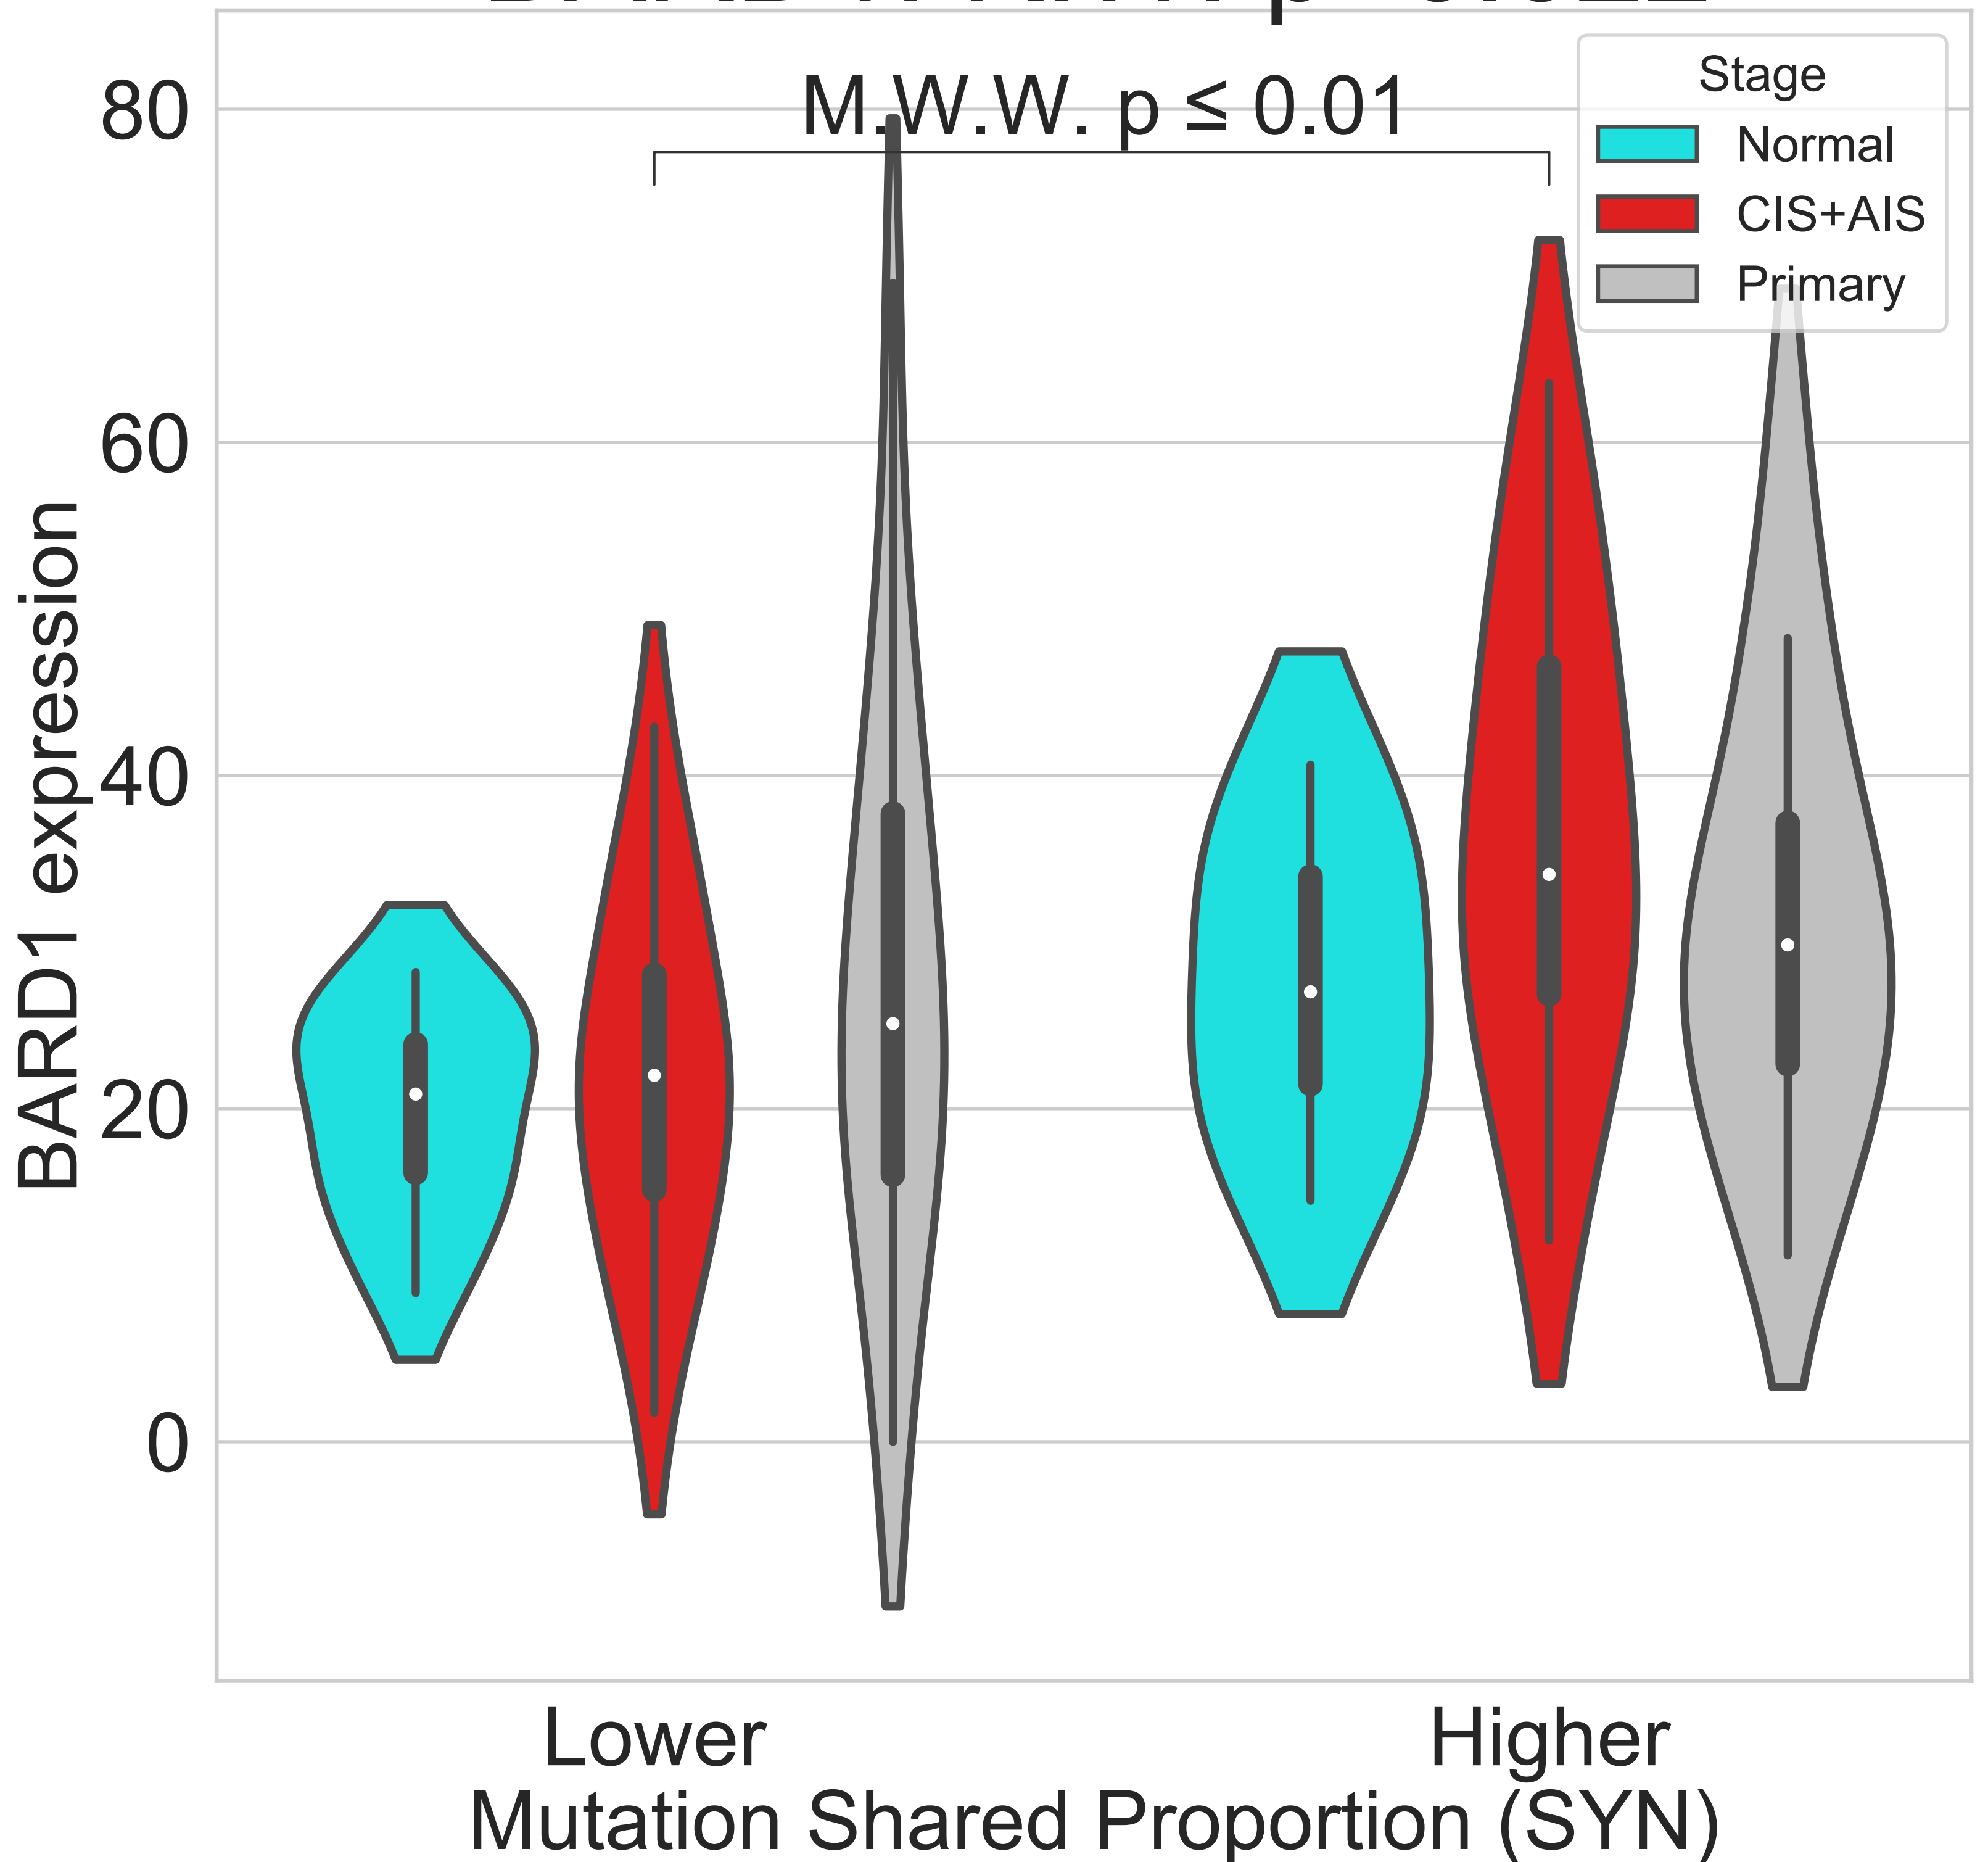 80
60
40
20
0
BARD1 expression
M.W.W. p ≤ 0.01
Stage
Normal
CIS+AIS
Primary
Lower
Higher
Mutation Shared Proportion (SYN)